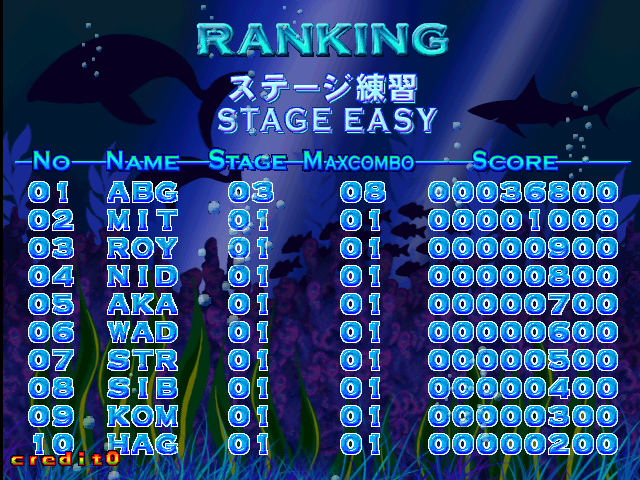 RANKING
ステージ練習
STAGE EASY
NO NAME STAGE MAXCOMBO SCORE
01 ABG 03 08 00036800
02 MIT 01 01 00001000
03 ROY 01 01 00000900
04 NID 01 01 00000800
05 AKA 01 01 00000700
06 WAD 01 01 00000600
07 STR 01 01 00000500
08 SIB 01 01 00000400
09 KOM 01 01 00000300
10 HAG 01 01 00000200
credit0